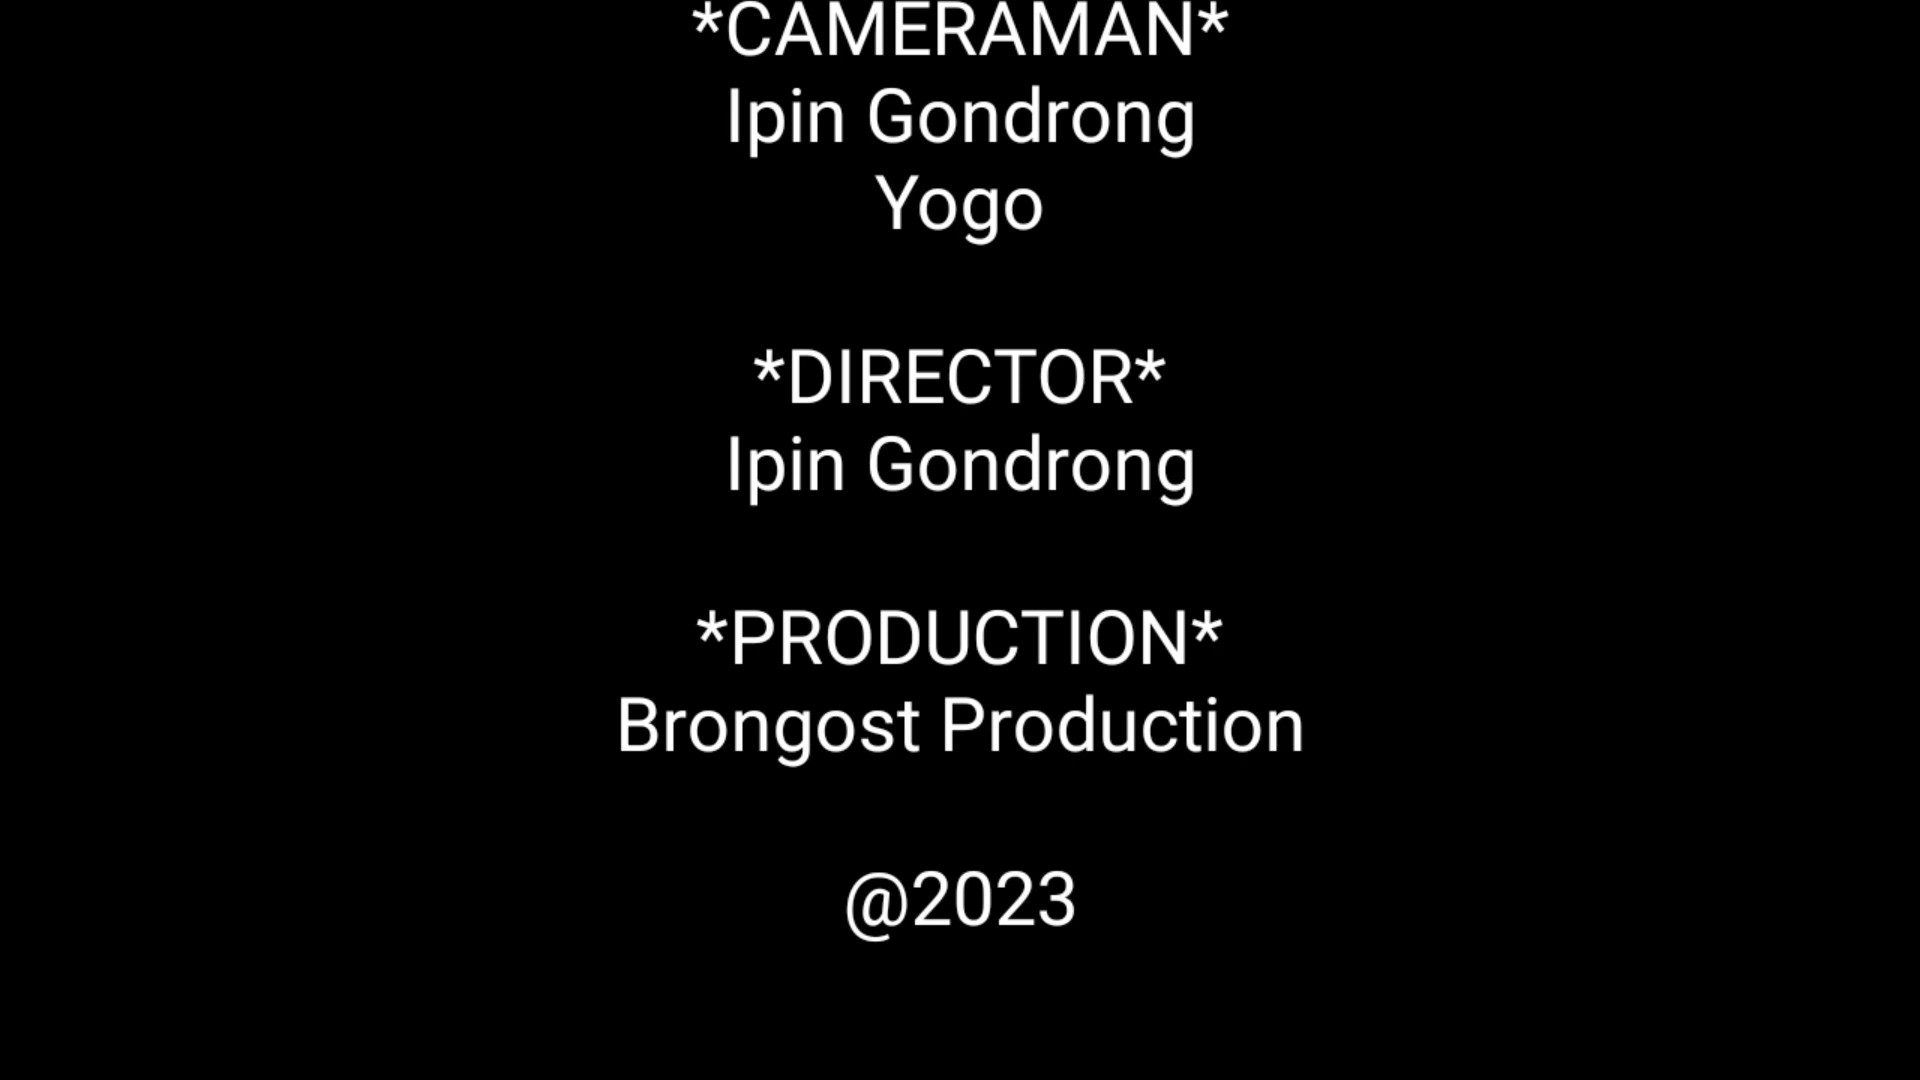 *CAMERAMAN*
Ipin Gondrong
Yogo
*DIRECTOR*
Ipin Gondrong
*PRODUCTION*
Brongost Production
@2023